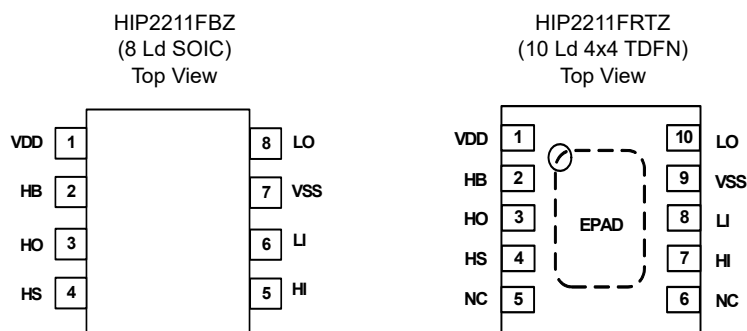 HIP2211FBZ
(8 Ld SOIC)
Top View
VDD 1
8 LO
HB 2
7 VSS
HO 3
6 LI
HS 4
5 HI
HIP2211FRTZ
(10 Ld 4x4 TDFN)
Top View
VDD 1
10 LO
HB 2
9 VSS
HO 3
EPAD
8 LI
HS 4
7 HI
NC 5
6 NC